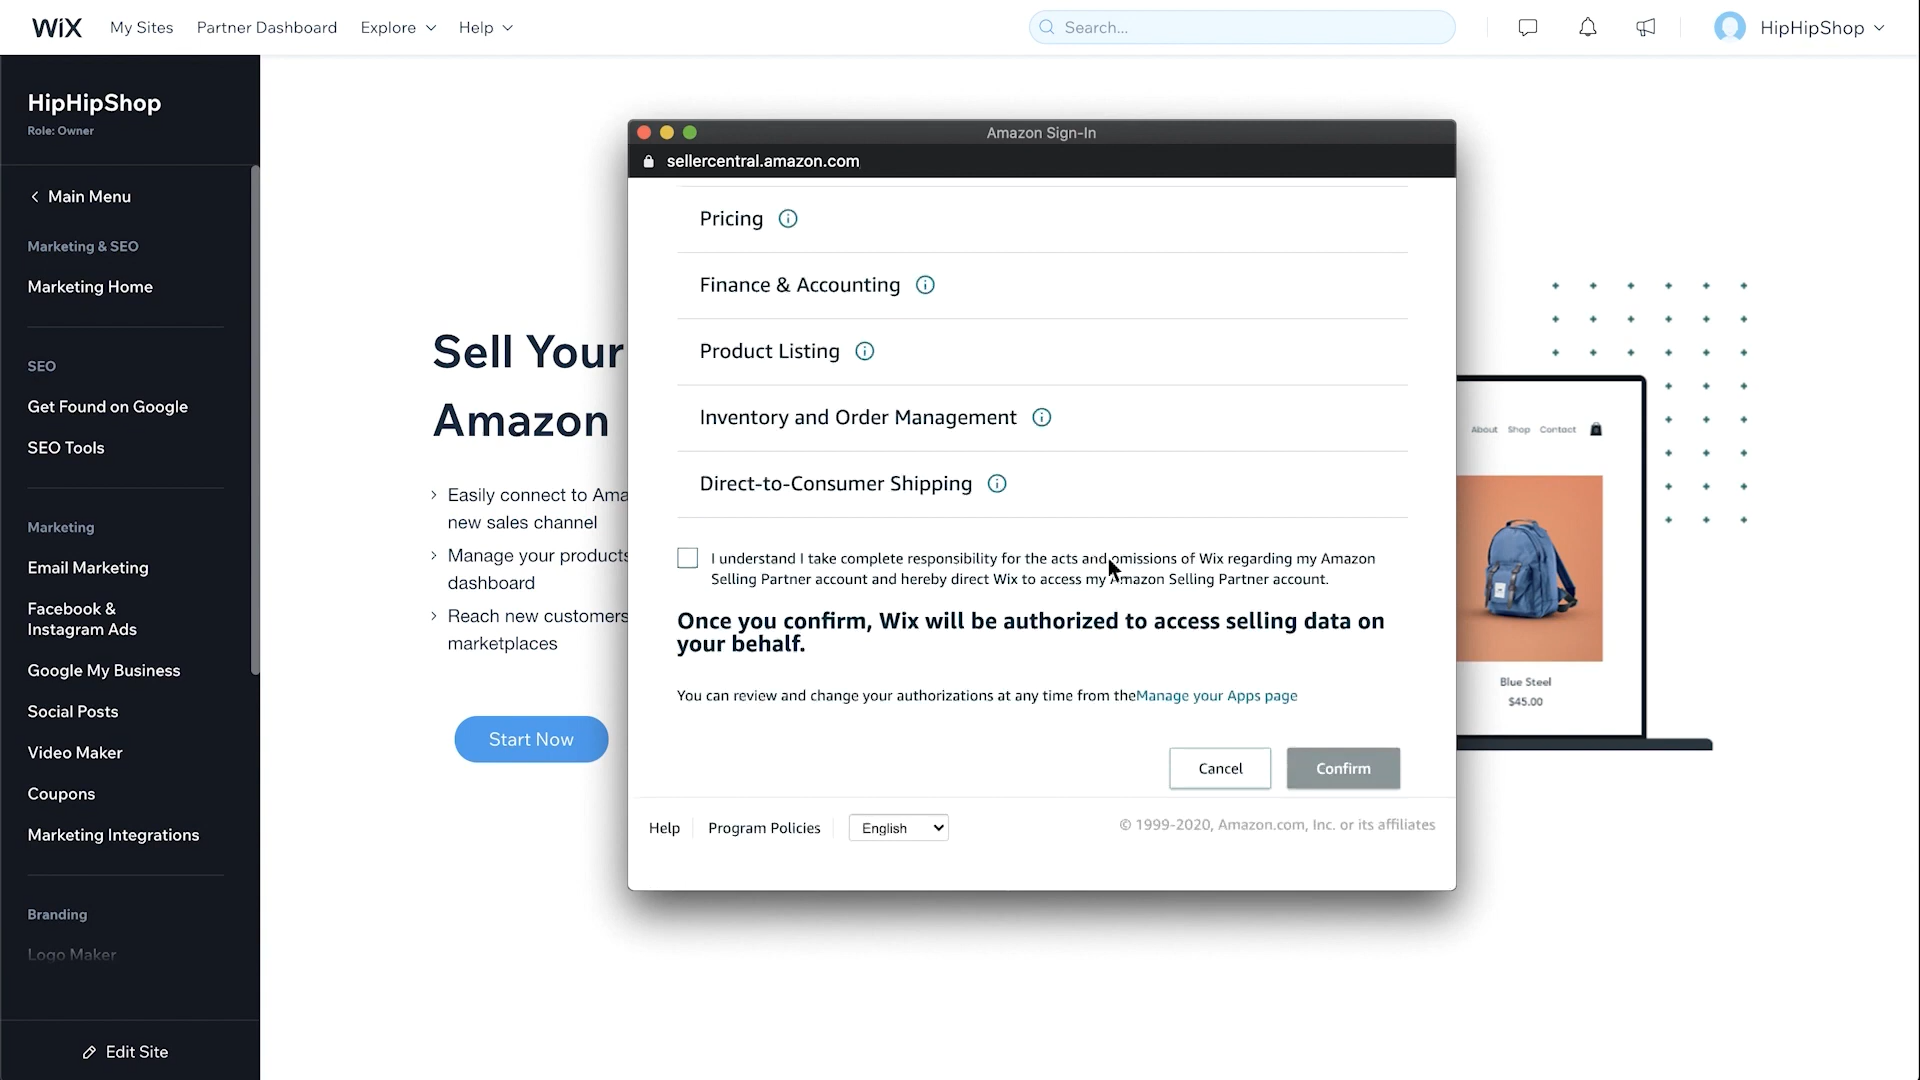 WiX My Sites Partner Dashboard Explore Help Search... HipHipShop
HipHipShop
Role: Owner
Main Menu
Marketing & SEO
Marketing Home
SEO
Get Found on Google
SEO Tools
Marketing
Email Marketing
Facebook &
Instagram Ads
Google My Business
Social Posts
Video Maker
Coupons
Marketing Integrations
Branding
Logo Maker
Edit Site
Sell Your
Amazon
Easily connect to Ama
new sales channel
Manage your products
dashboard
Reach new customers
marketplaces
Start Now
Amazon Sign-In
sellercentral.amazon.com
Pricing
Finance & Accounting
Product Listing
Inventory and Order Management
Direct-to-Consumer Shipping
I understand I take complete responsibility for the acts and omissions of Wix regarding my Amazon
Selling Partner account and hereby direct Wix to access my Amazon Selling Partner account.
Once you confirm, Wix will be authorized to access selling data on
your behalf.
You can review and change your authorizations at any time from theManage your Apps page
Cancel Confirm
Help Program Policies English © 1999-2020, Amazon.com, Inc. or its affiliates
About Shop Contact
Blue Steel
$45.00